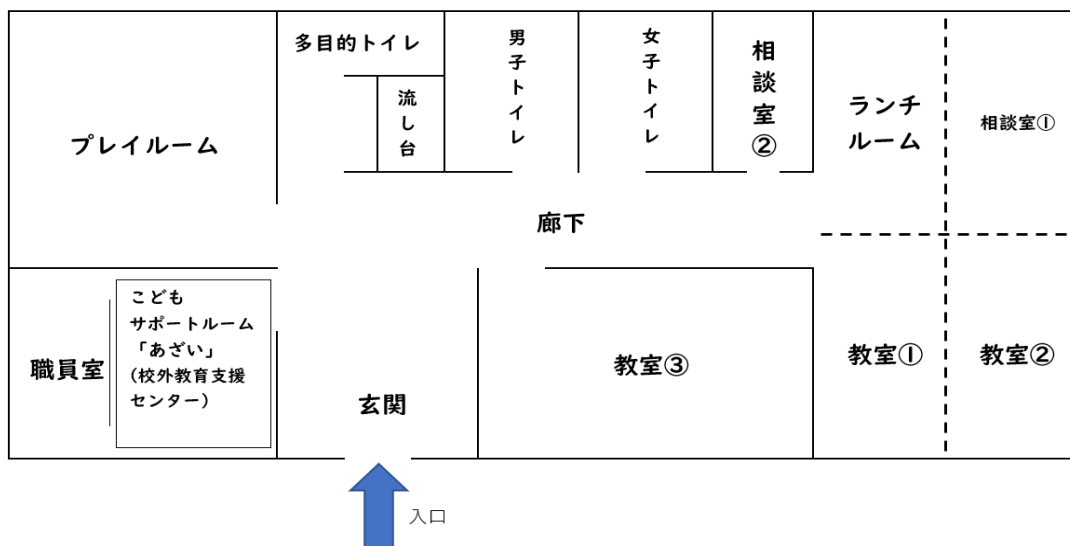 多目的トイレ
流し台
男子トイレ
女子トイレ
相談室②
ランチ
ルーム
相談室①
プレイルーム
廊下
こども
サポートルーム
「あざい」
(校外教育支援
センター)
職員室
玄関
教室③
教室①
教室②
入口